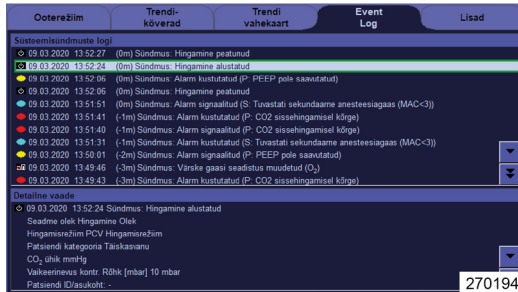 Ooterežiim
Trendi-
kõverad
Trendi
vahekaart
Event
Log
Lisad
Süsteemisündmuste logi
09.03.2020 13:52:27 (0m) Sündmus: Hingamine peatunud
09.03.2020 13:52:24 (0m) Sündmus: Hingamine alustatud
09.03.2020 13:52:06 (0m) Sündmus: Alarm kustutatud (P: PEEP pole saavutatud)
09.03.2020 13:52:06 (0m) Sündmus: Hingamine peatunud
09.03.2020 13:51:51 (0m) Sündmus: Alarm signaalitud (S: Tuvastati sekundaarne anesteesiagaas (MAC<3))
09.03.2020 13:51:41 (-1m) Sündmus: Alarm kustutatud (P: CO2 sissehingamisel kõrge)
09.03.2020 13:51:40 (-1m) Sündmus: Alarm signaalitud (P: CO2 sissehingamisel kõrge)
09.03.2020 13:51:31 (-1m) Sündmus: Alarm kustutatud (S: Tuvastati sekundaarne anesteesiagaas (MAC<3))
09.03.2020 13:50:01 (-2m) Sündmus: Alarm signaalitud (P: PEEP pole saavutatud)
09.03.2020 13:49:46 (-3m) Sündmus: Värske gaasi seadistus muudetud (O₂)
09.03.2020 13:49:43 (-3m) Sündmus: Alarm kustutatud (P: CO2 sissehingamisel kõrge)
Detailne vaade
09.03.2020 13:52:24 Sündmus: Hingamine alustatud
Seadme olek Hingamine Olek
Hingamisrežiim PCV Hingamisrežiim
Patsiendi kategooria Täiskasvanu
CO₂ ühik mmHg
Vaikeerinevus kontr. Rõhk [mbar] 10 mbar
Patsiendi ID/asukoht: -
270194